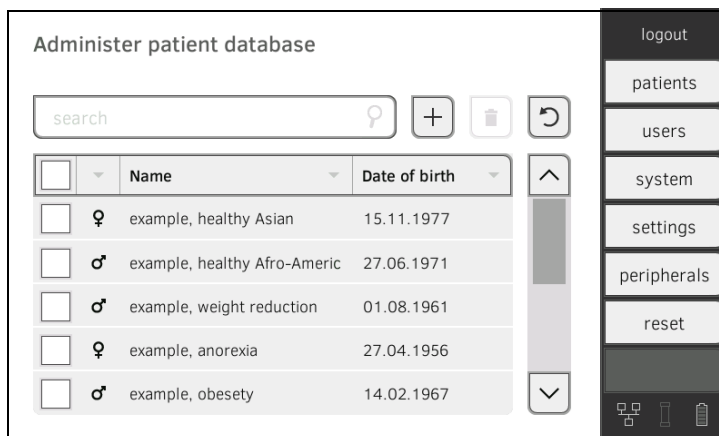 Administer patient database
search
Name Date of birth
example, healthy Asian 15.11.1977
example, healthy Afro-Americ 27.06.1971
example, weight reduction 01.08.1961
example, anorexia 27.04.1956
example, obesety 14.02.1967
logout
patients
users
system
settings
peripherals
reset